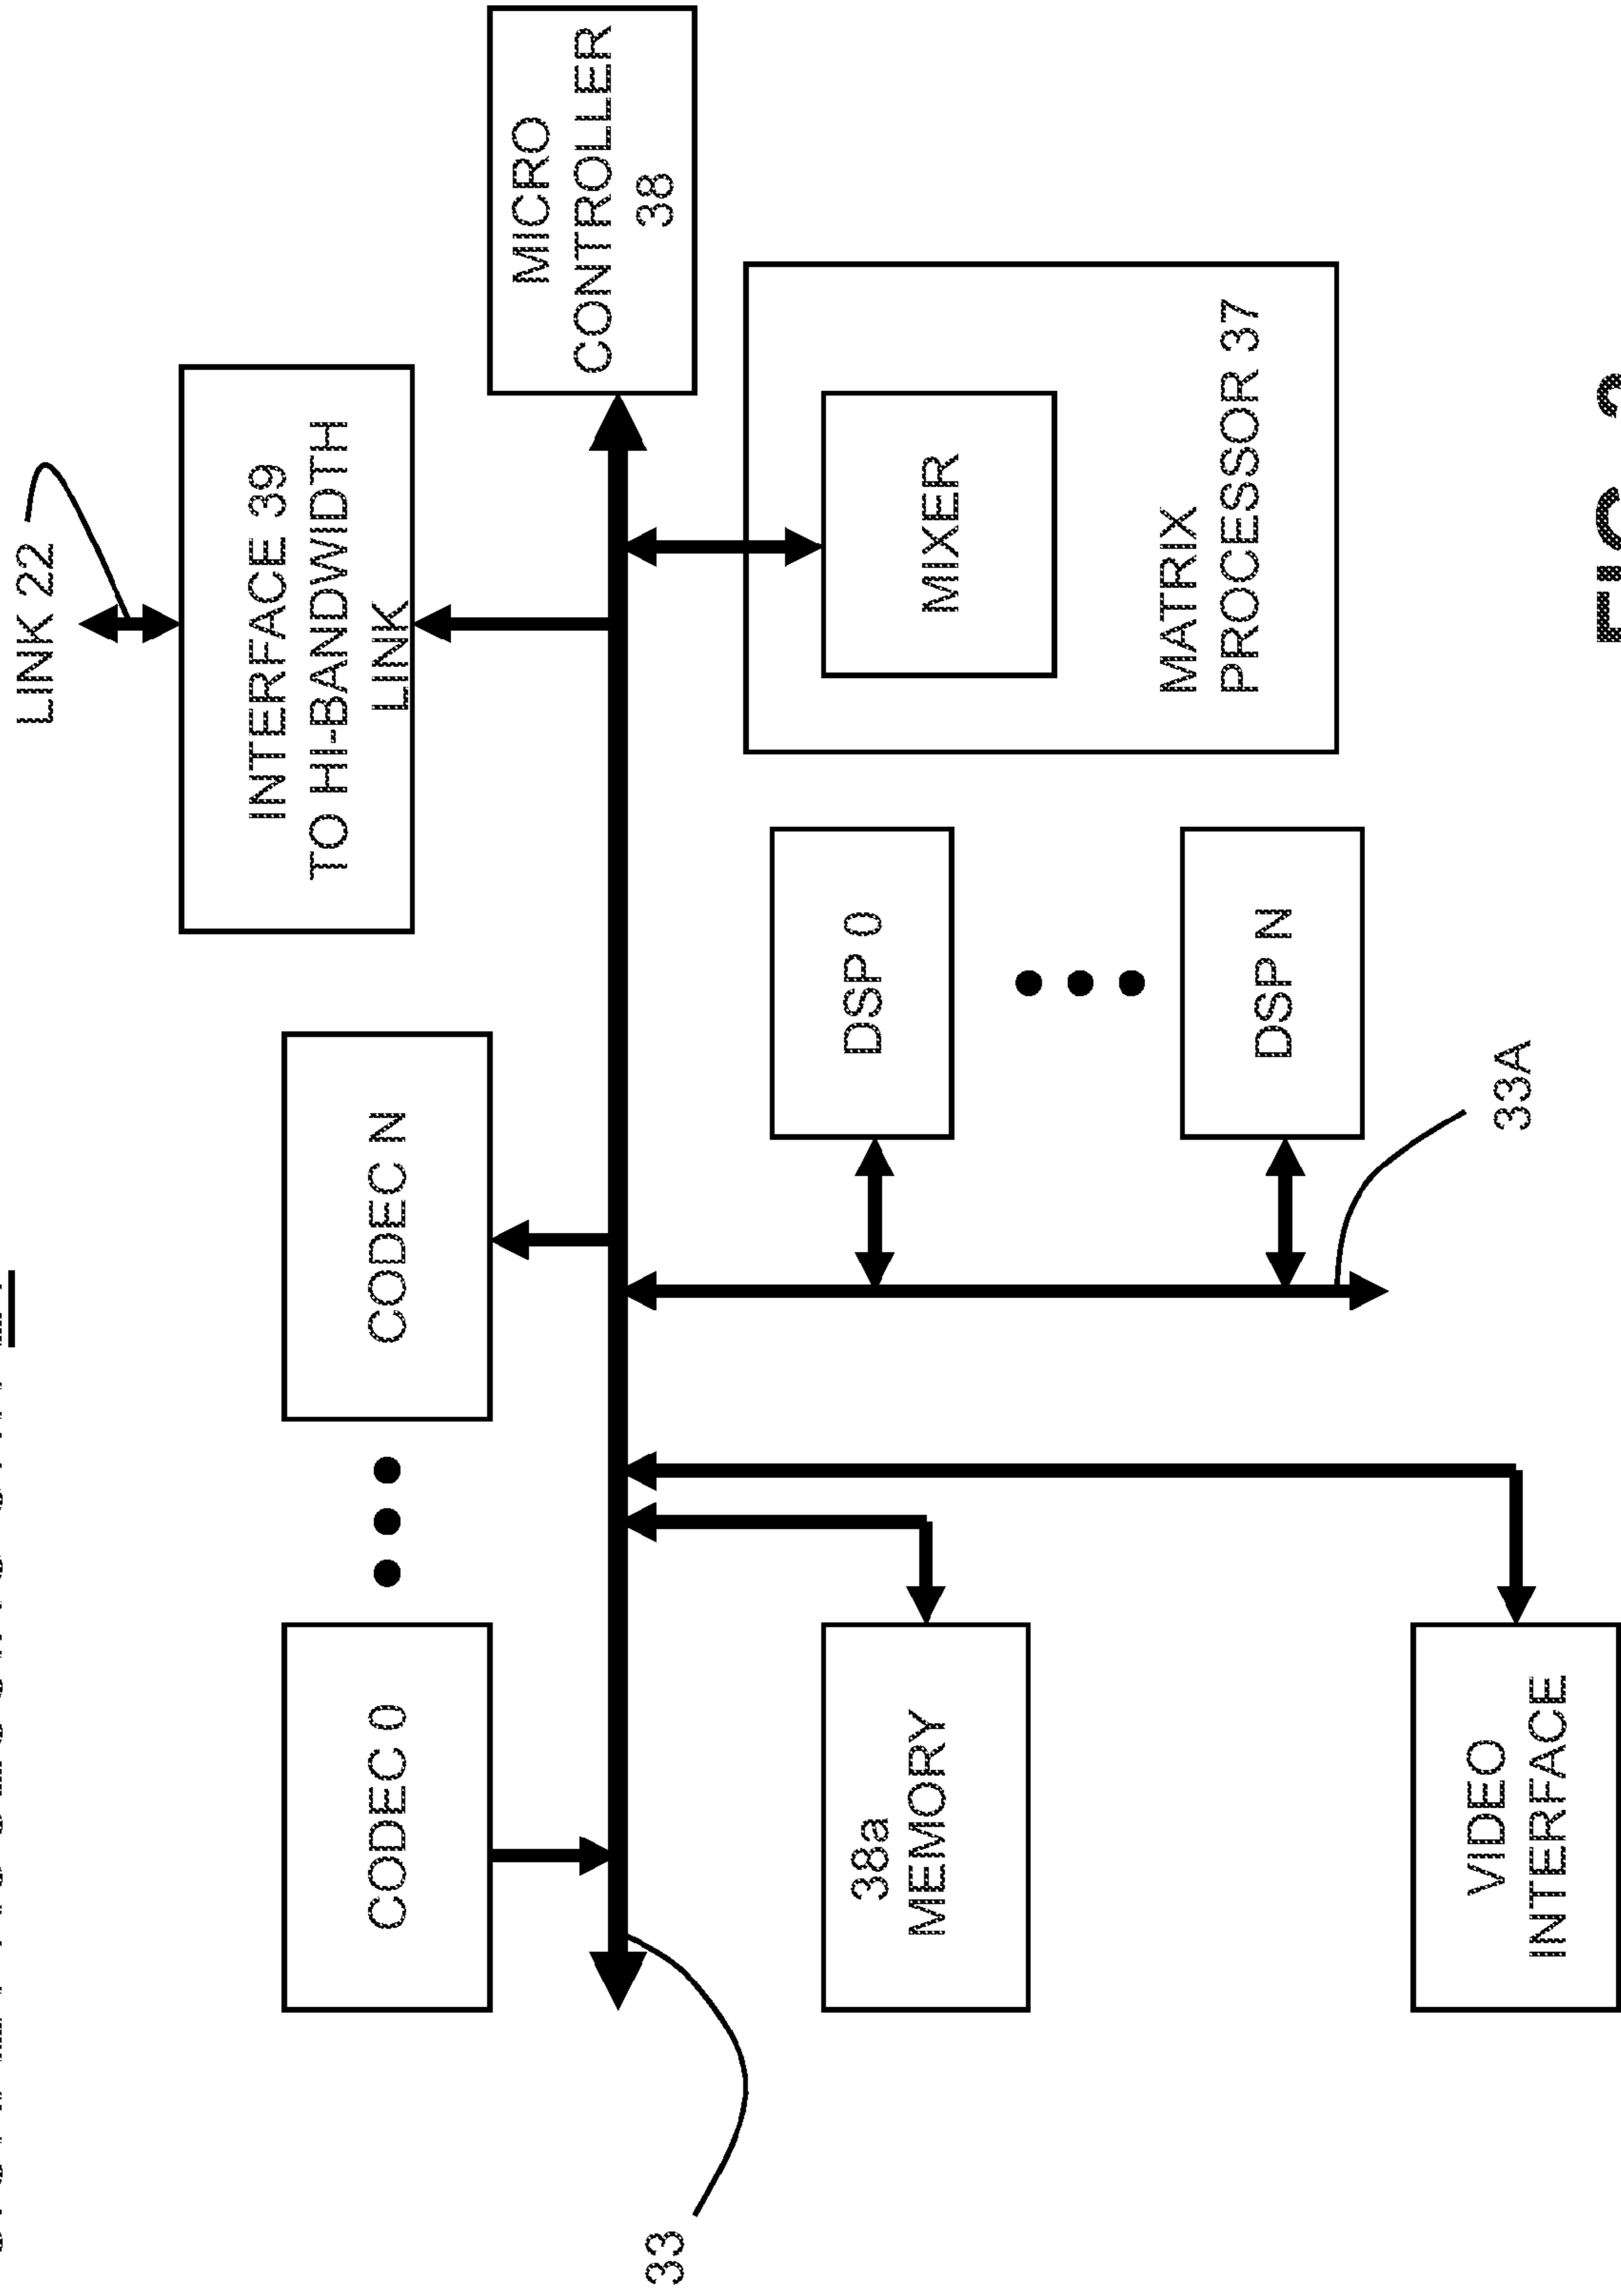 LINK 22
INTERFACE 39
TO HI-BANDWIDTH
LINK
MICRO
CONTROLLER
38
CODEC 0
CODEC N
MIXER
MATRIX
PROCESSOR 37
DSP 0
DSP N
33A
38a
MEMORY
VIDEO
INTERFACE
33